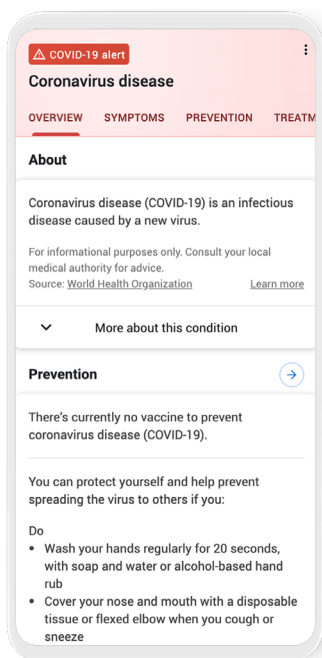 COVID-19 alert
Coronavirus disease
OVERVIEW SYMPTOMS PREVENTION TREATM
About
Coronavirus disease (COVID-19) is an infectious
disease caused by a new virus.
For informational purposes only. Consult your local
medical authority for advice.
Source: World Health Organization Learn more
More about this condition
Prevention
There's currently no vaccine to prevent
coronavirus disease (COVID-19).
You can protect yourself and help prevent
spreading the virus to others if you:
Do
• Wash your hands regularly for 20 seconds,
with soap and water or alcohol-based hand
rub
• Cover your nose and mouth with a disposable
tissue or flexed elbow when you cough or
sneeze